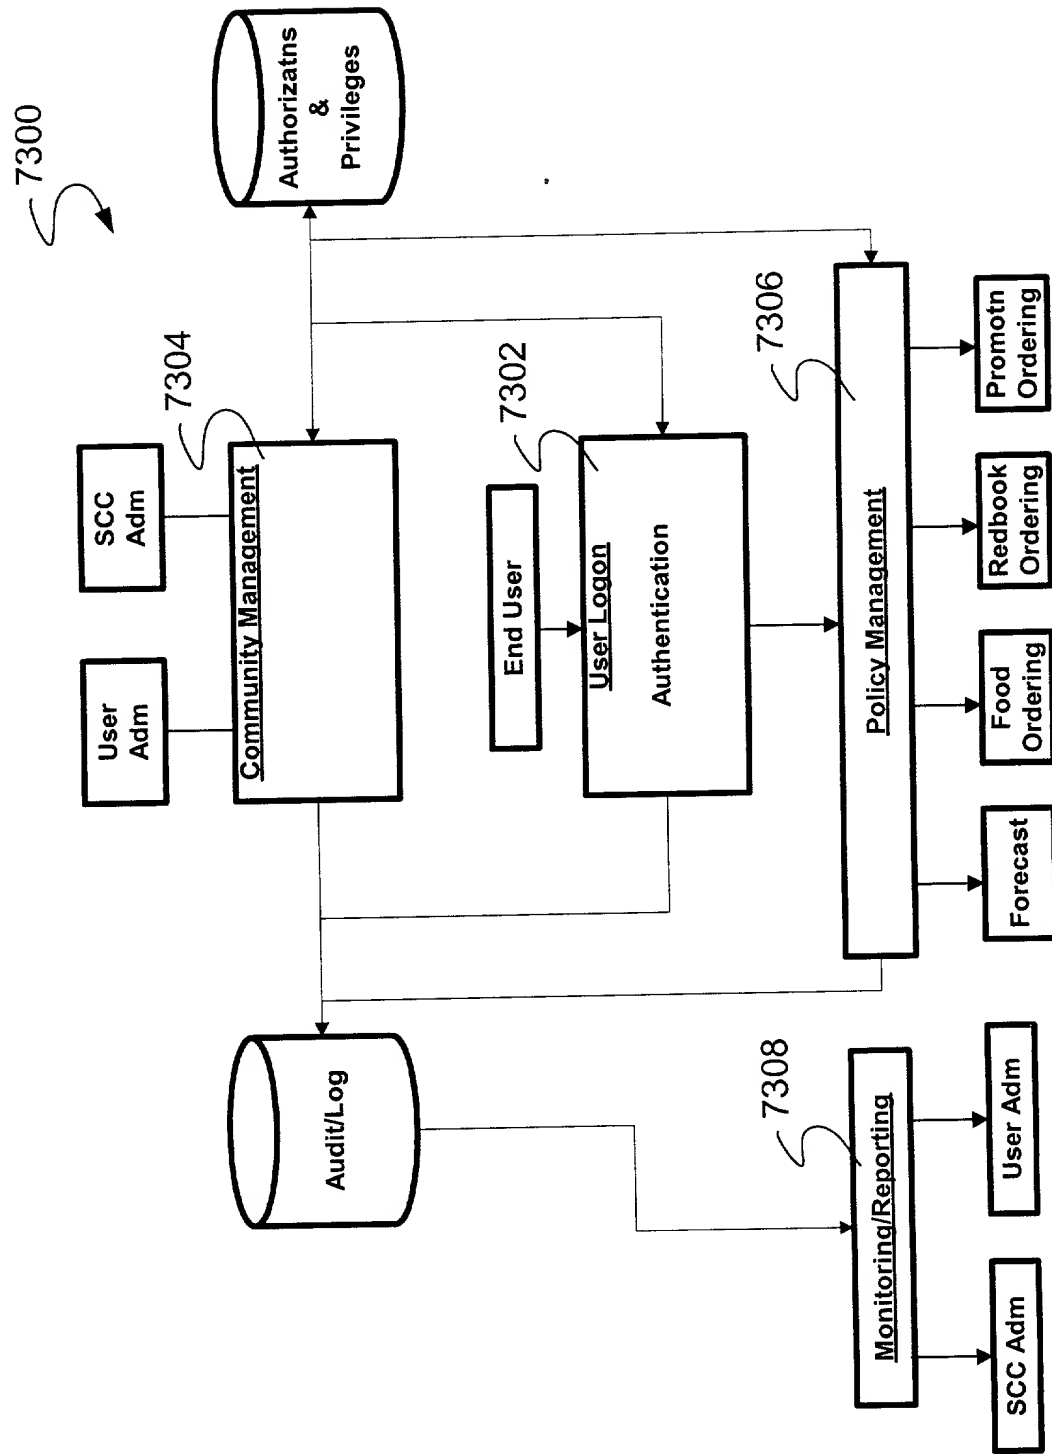 7300
User
Adm
SCC
Adm
7304
Community Management
Audit/Log
Authorizatns
&
Privileges
End User
7302
User Logon
Authentication
7308
Monitoring/Reporting
7306
Policy Management
SCC Adm
User Adm
Forecast
Food
Ordering
Redbook
Ordering
Promotn
Ordering